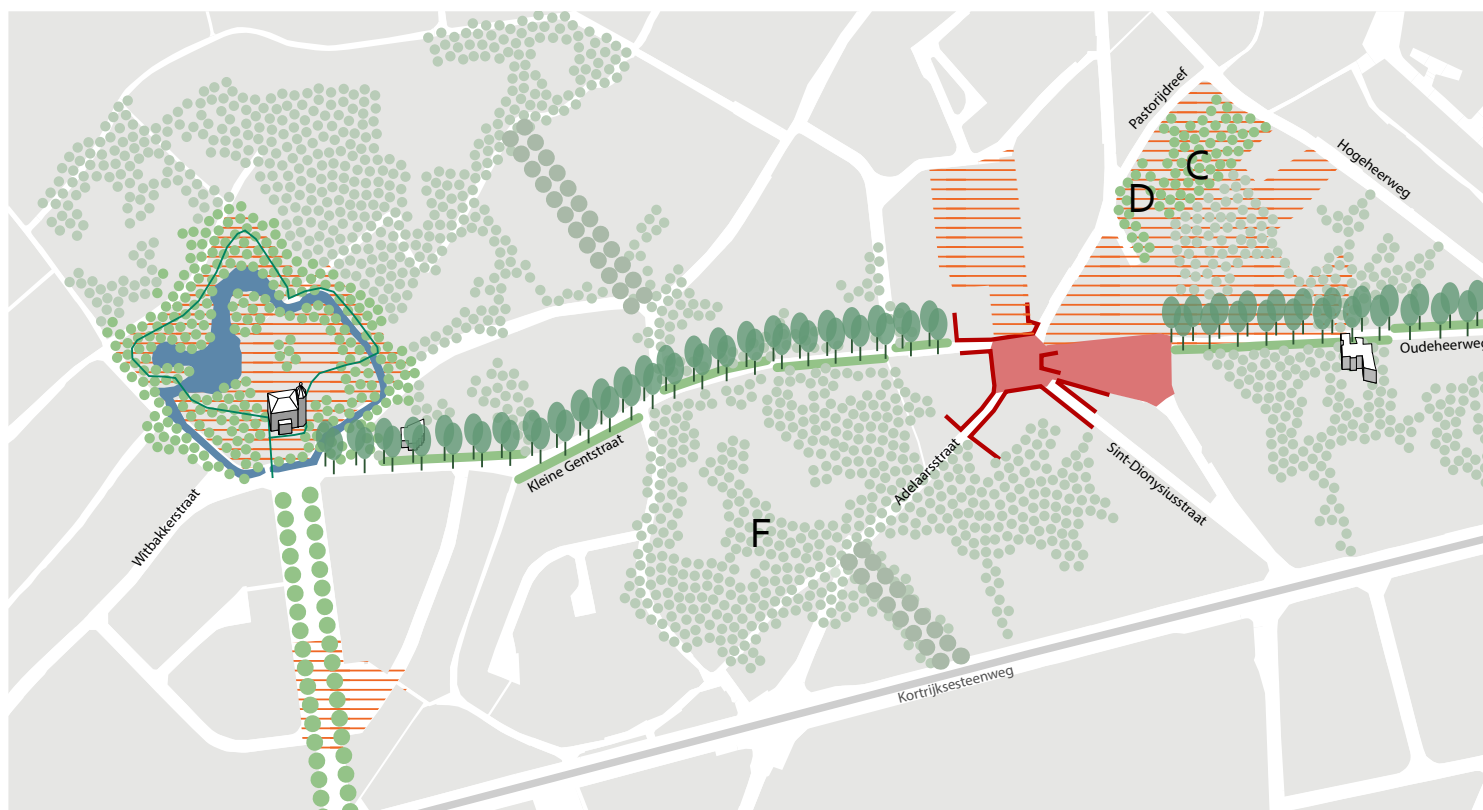 Pastorijdreef
Hogeheerweg
C
D
Oudeheerweg
Kleine Gentstraat
Adelaarsstraat
Sint-Dionysiusstraat
Witbakkerstraat
F
Kortrijksesteenweg